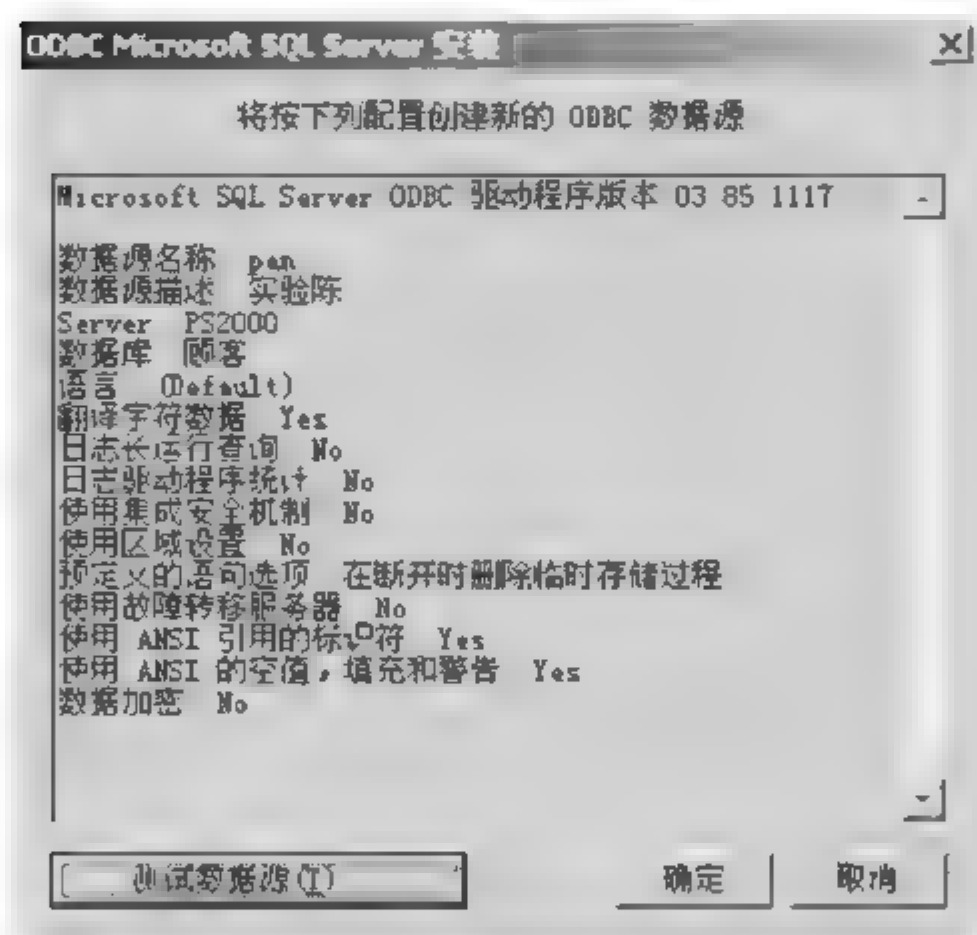 ODBC Microsoft SQL Server 安装
将按下列配置创建新的 ODBC 数据源
Microsoft SQL Server ODBC 驱动程序版本 03 85 1117
数据源名称 pan
数据源描述 实验陈
Server PS2000
数据库 顾客
语言 (Default)
翻译字符数据 Yes
日志长运行查询 No
日志驱动程序统计 No
使用集成安全机制 No
使用区域设置 No
预定义的语句选项 在断开时删除临时存储过程
使用故障转移服务器 No
使用 ANSI 引用的标识符 Yes
使用 ANSI 的空值,填充和警告 Yes
数据加密 No
测试数据源(T)
确定
取消